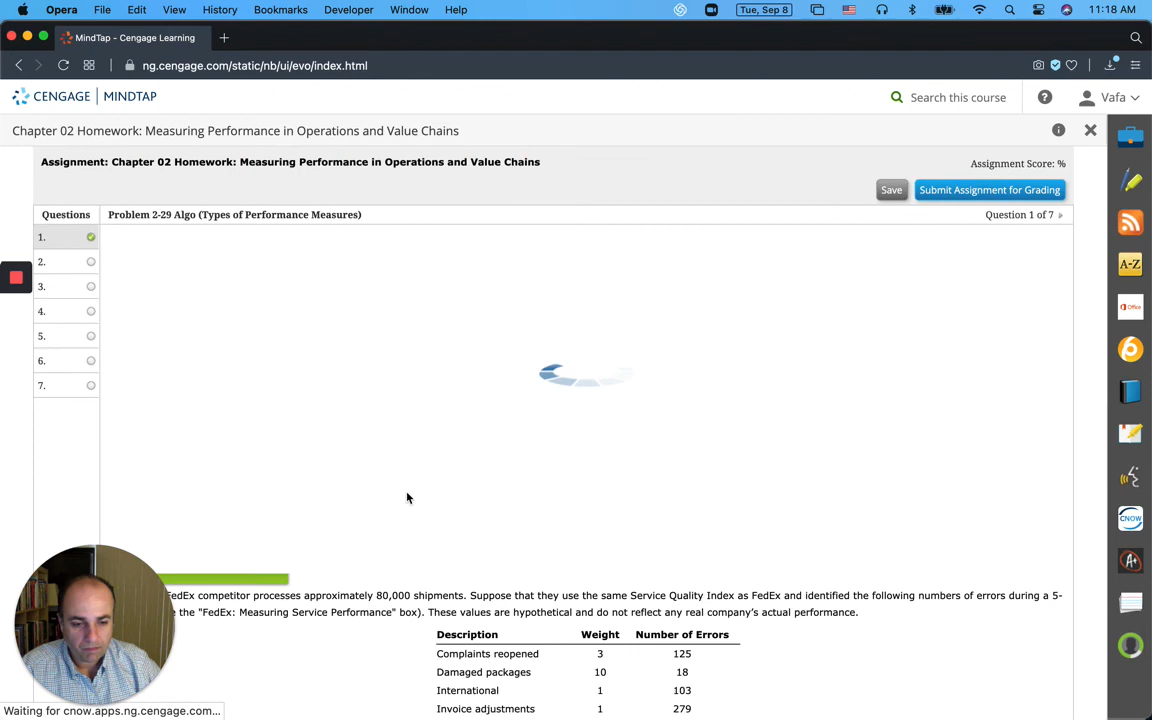 Opera File Edit View History Bookmarks Developer Window Help Tue, Sep 8 11:18 AM
MindTap - Cengage Learning
ng.cengage.com/static/nb/ui/evo/index.html
CENGAGE | MINDTAP Search this course Vafa
Chapter 02 Homework: Measuring Performance in Operations and Value Chains
Assignment: Chapter 02 Homework: Measuring Performance in Operations and Value Chains
Assignment Score: %
Save Submit Assignment for Grading
Questions Problem 2-29 Algo (Types of Performance Measures) Question 1 of 7
1.
2.
3.
4.
5.
6.
7.
A-Z
Office
CNOW
A+
FedEx competitor processes approximately 80,000 shipments. Suppose that they use the same Service Quality Index as FedEx and identified the following numbers of errors during a 5-
the "FedEx: Measuring Service Performance" box). These values are hypothetical and do not reflect any real company's actual performance.
Description Weight Number of Errors
Complaints reopened 3 125
Damaged packages 10 18
International 1 103
Invoice adjustments 1 279
Waiting for cnow.apps.ng.cengage.com...